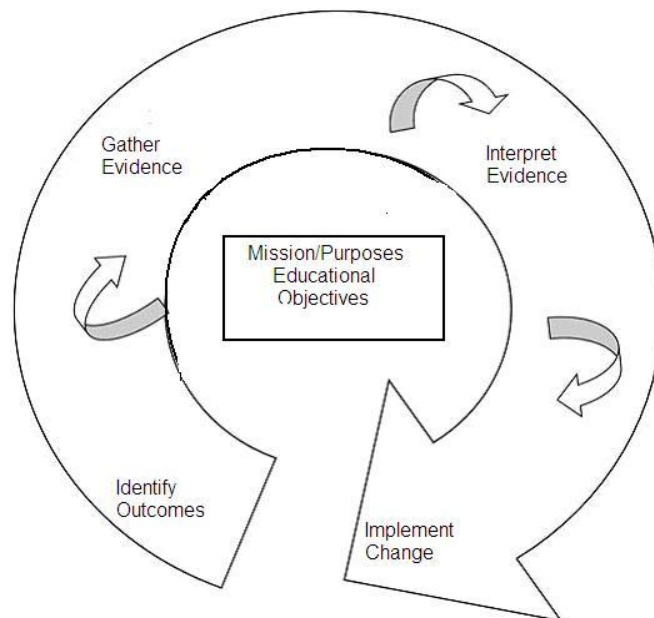 Gather
Evidence
Interpret
Evidence
Mission/Purposes
Educational
Objectives
Identify
Outcomes
Implement
Change